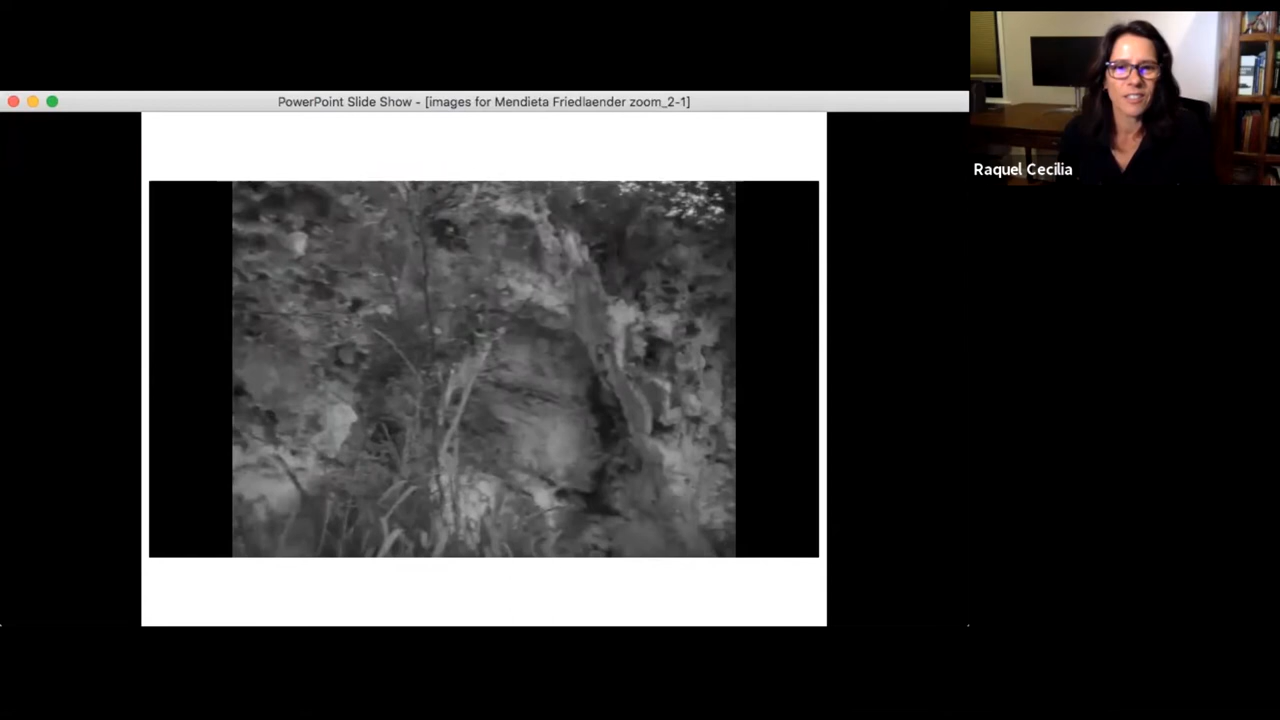 PowerPoint Slide Show - [images for Mendieta Friedlaender zoom_2-1]
Raquel Cecilia